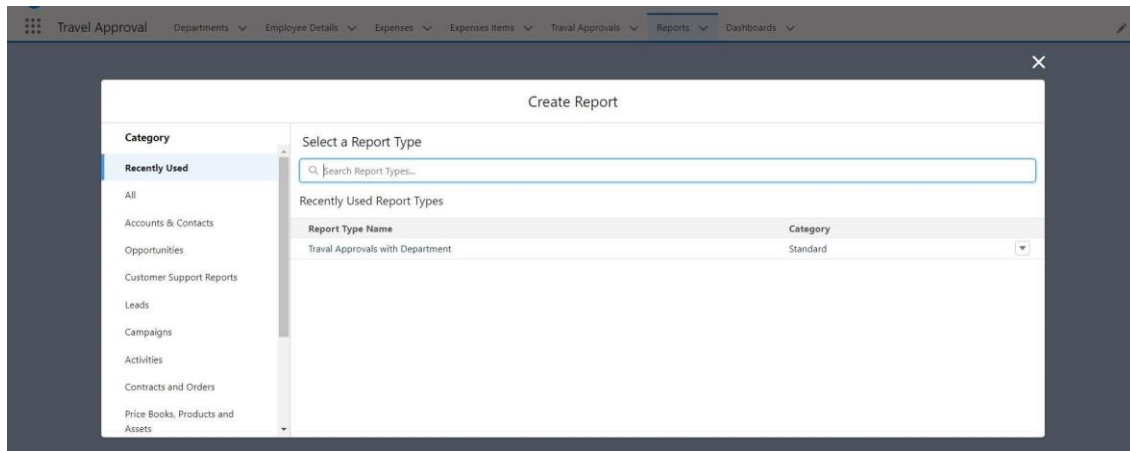 Travel Approval Departments Employee Details Expenses Expenses items Traval Approvals Reports Dashboards
Create Report
Category
Recently Used
All
Accounts & Contacts
Opportunities
Customer Support Reports
Leads
Campaigns
Activities
Contracts and Orders
Price Books, Products and
Assets
Select a Report Type
Search Report Types...
Recently Used Report Types
Report Type Name Category
Traval Approvals with Department Standard